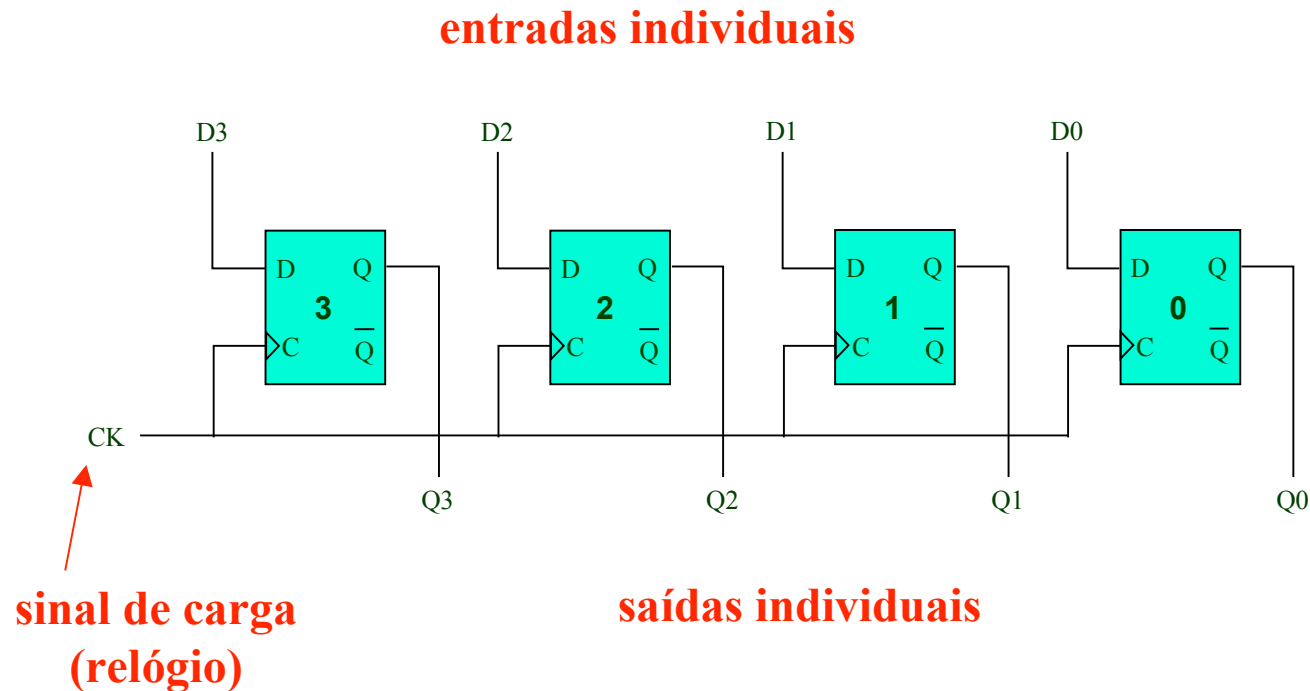 entradas individuais
D3 D2 D1 D0
D Q D Q D Q D Q
3 2 1 0
C Q C Q C Q C Q
CK
Q3 Q2 Q1 Q0
sinal de carga
(relógio)
saídas individuais